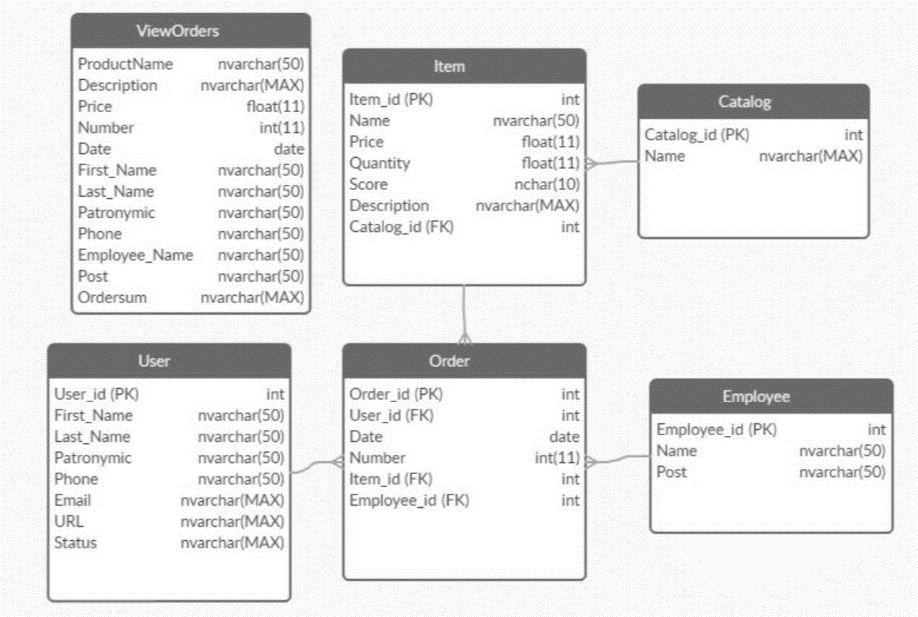 ViewOrders
ProductName nvarchar(50)
Description nvarchar(MAX)
Price float(11)
Number int(11)
Date date
First_Name nvarchar(50)
Last_Name nvarchar(50)
Patronymic nvarchar(50)
Phone nvarchar(50)
Employee_Name nvarchar(50)
Post nvarchar(50)
Ordersum nvarchar(MAX)
Item
Item_id (PK) int
Name nvarchar(50)
Price float(11)
Quantity float(11)
Score nchar(10)
Description nvarchar(MAX)
Catalog_id (FK) int
Catalog
Catalog_id (PK) int
Name nvarchar(MAX)
User
User_id (PK) int
First_Name nvarchar(50)
Last_Name nvarchar(50)
Patronymic nvarchar(50)
Phone nvarchar(50)
Email nvarchar(MAX)
URL nvarchar(MAX)
Status nvarchar(MAX)
Order
Order_id (PK) int
User_id (FK) int
Date date
Number int(11)
Item_id (FK) int
Employee_id (FK) int
Employee
Employee_id (PK) int
Name nvarchar(50)
Post nvarchar(50)